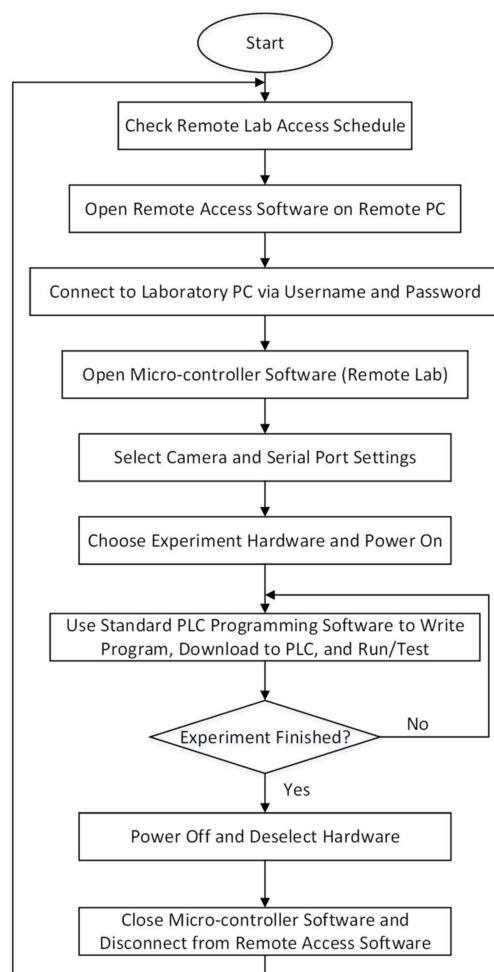 Start
Check Remote Lab Access Schedule
Open Remote Access Software on Remote PC
Connect to Laboratory PC via Username and Password
Open Micro-controller Software (Remote Lab)
Select Camera and Serial Port Settings
Choose Experiment Hardware and Power On
Use Standard PLC Programming Software to Write
Program, Download to PLC, and Run/Test
Experiment Finished?
No
Yes
Power Off and Deselect Hardware
Close Micro-controller Software and
Disconnect from Remote Access Software